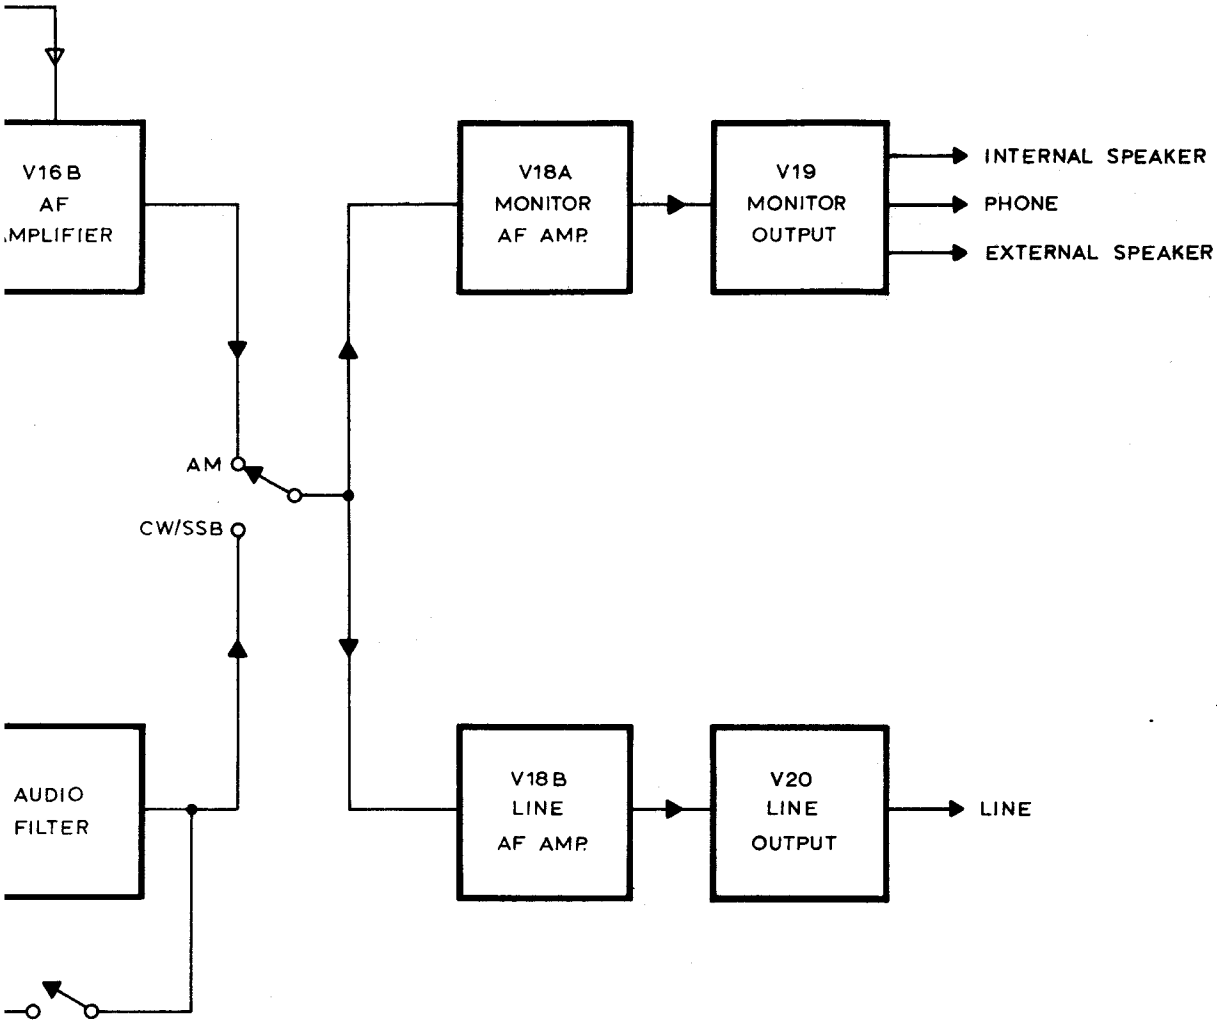 V16B
AF
AMPLIFIER
V18A
MONITOR
AF AMP.
V19
MONITOR
OUTPUT
INTERNAL SPEAKER
PHONE
EXTERNAL SPEAKER
AM
CW/SSB
AUDIO
FILTER
V18B
LINE
AF AMP.
V20
LINE
OUTPUT
LINE